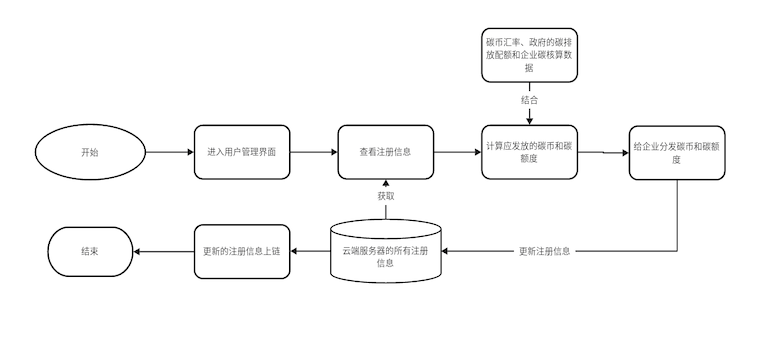 碳币汇率、政府的碳排
放配额和企业碳核算数
据
结合
开始
进入用户管理界面
查看注册信息
计算应发放的碳币和碳
额度
给企业分发碳币和碳额
度
获取
结束
更新的注册信息上链
云端服务器的所有注册
信息
更新注册信息